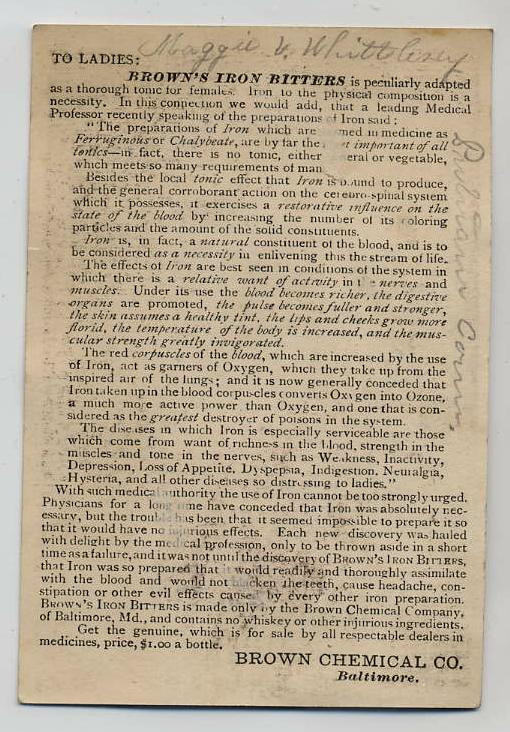 Maggie V. Whittlesey
TO LADIES:
BROWN'S IRON BITTERS is peculiarly adapted
as a thorough tonic for females. Iron to the physical composition is a
necessity. In this connection we would add, that a leading Medical
Professor recently speaking of the preparations of Iron said:
"The preparations of Iron which are med in medicine as
Ferruginous or Chalybeate, are by far the t important of all
tonics—in fact, there is no tonic, either eral or vegetable,
which meets so many requirements of man
Besides the local tonic effect that Iron is bound to produce,
and the general corroborant action on the cerebro-spinal system
which it possesses, it exercises a restorative influence on the
state of the blood by increasing the number of its coloring
particles and the amount of the solid constituents.
Iron is, in fact, a natural constituent of the blood, and is to
be considered as a necessity in enlivening this the stream of life.
The effects of Iron are best seen in conditions of the system in
which there is a relative want of activity in the nerves and
muscles. Under its use the blood becomes richer, the digestive
organs are promoted, the pulse becomes fuller and stronger,
the skin assumes a healthy tint, the lips and cheeks grow more
florid, the temperature of the body is increased, and the mus-
cular strength greatly invigorated.
The red corpuscles of the blood, which are increased by the use
of Iron, act as garners of Oxygen, which they take up from the
inspired air of the lungs; and it is now generally conceded that
Iron taken up in the blood corpuscles converts Oxygen into Ozone,
a much more active power than Oxygen, and one that is con-
sidered as the greatest destroyer of poisons in the system.
The diseases in which Iron is especially serviceable are those
which come from want of richness in the blood, strength in the
muscles and tone in the nerves, such as Weakness, Inactivity,
Depression, Loss of Appetite, Dyspepsia, Indigestion, Neuralgia,
Hysteria, and all other diseases so distressing to ladies."
With such medical authority the use of Iron cannot be too strongly urged.
Physicians for a long time have conceded that Iron was absolutely nec-
essary, but the trouble has been that it seemed impossible to prepare it so
that it would have no injurious effects. Each new discovery was hailed
with delight by the medical profession, only to be thrown aside in a short
time as a failure, and it was not until the discovery of BROWN'S IRON BITTERS,
that Iron was so prepared that it would readily and thoroughly assimilate
with the blood and would not blacken the teeth, cause headache, con-
stipation or other evil effects caused by every other iron preparation.
BROWN'S IRON BITTERS is made only by the Brown Chemical Company,
of Baltimore, Md., and contains no whiskey or other injurious ingredients.
Get the genuine, which is for sale by all respectable dealers in
medicines, price, $1.00 a bottle.
BROWN CHEMICAL CO.
Baltimore.
Conn.